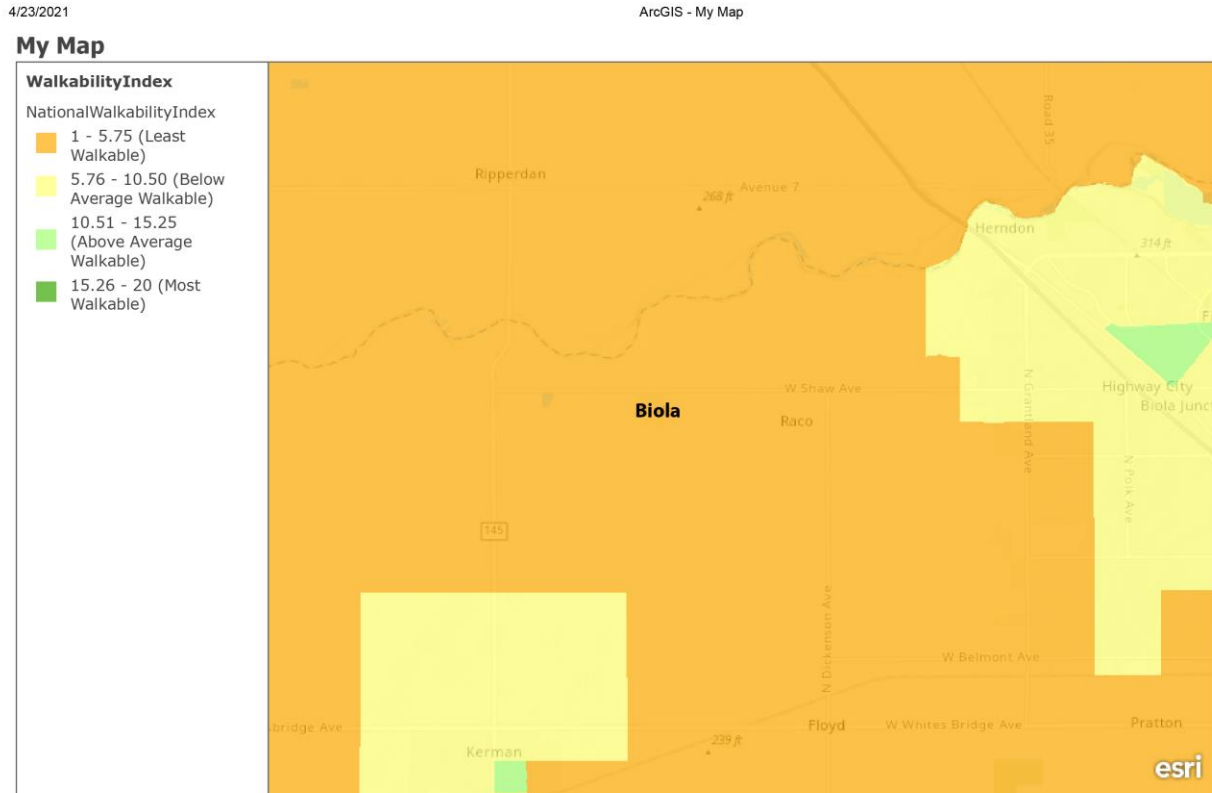 4/23/2021
ArcGIS - My Map
My Map
WalkabilityIndex
NationalWalkabilityIndex
1 - 5.75 (Least
Walkable)
5.76 - 10.50 (Below
Average Walkable)
10.51 - 15.25
(Above Average
Walkable)
15.26 - 20 (Most
Walkable)
Road 35
Ripperdan
Avenue 7
268 ft
Herndon
314 ft
F
W Shaw Ave
Highway City
Biola
Biola Junc
Raco
N Grantland Ave
N Polk Ave
145
N Dickenson Ave
W Belmont Ave
bridge Ave
Floyd
W Whites Bridge Ave
Pratton
239 ft
Kerman
esri